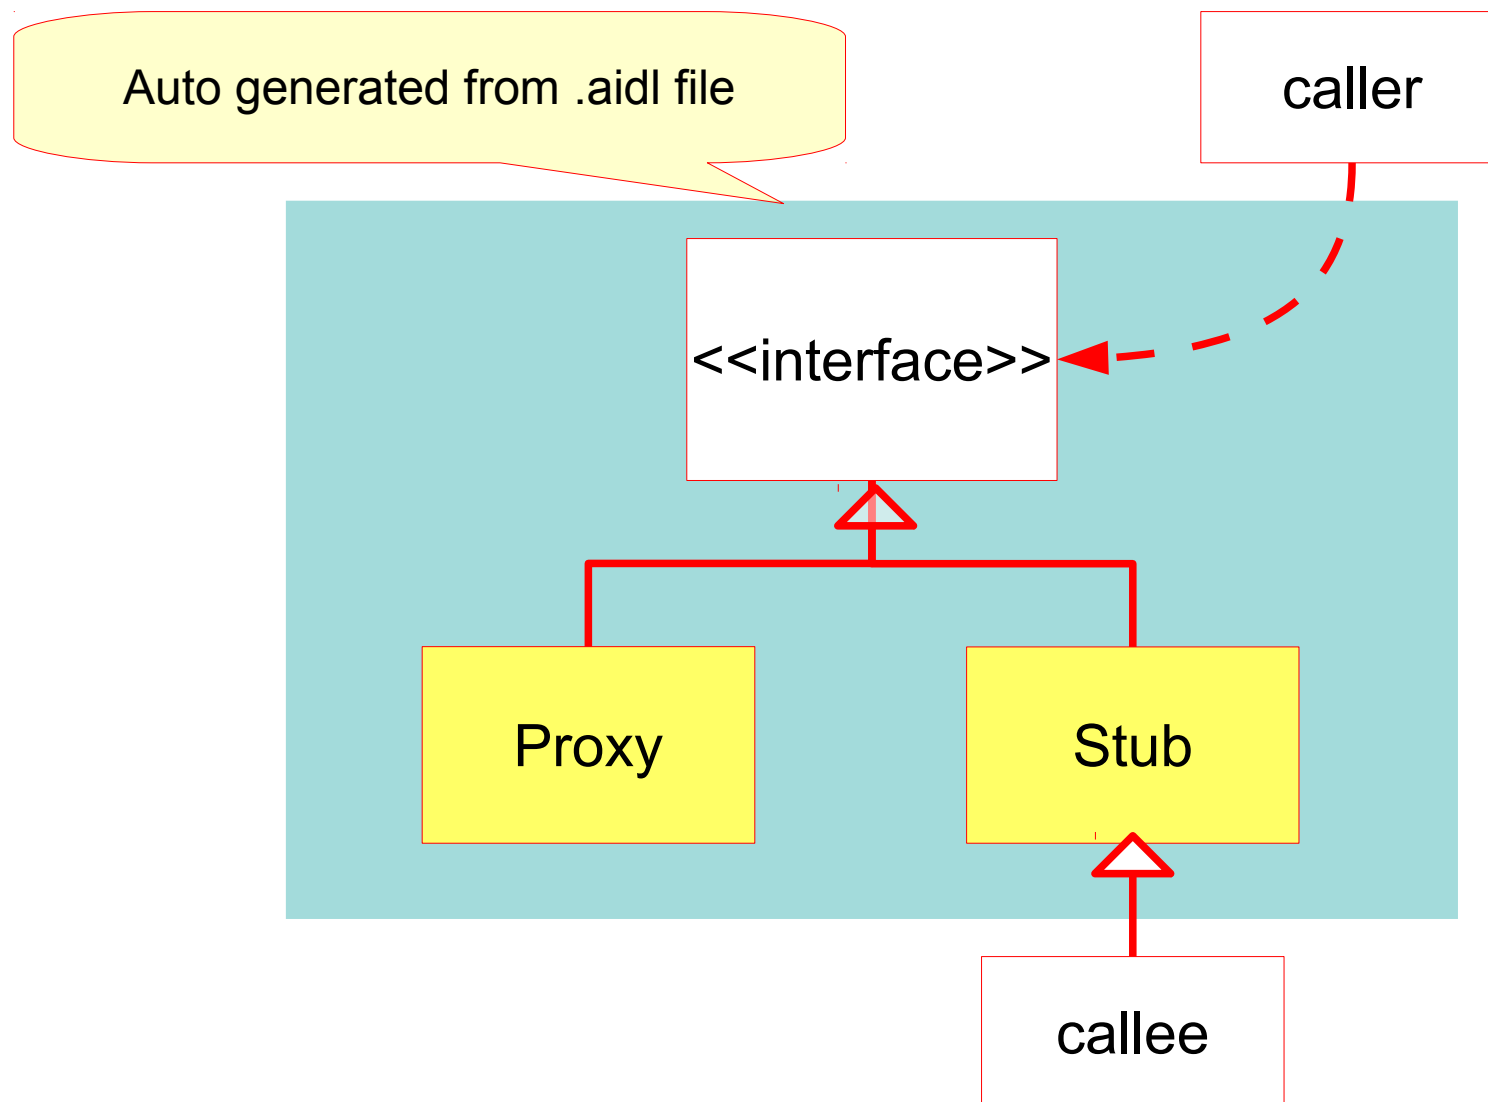 Auto generated from .aidl file
caller
<<interface>>
Proxy
Stub
callee